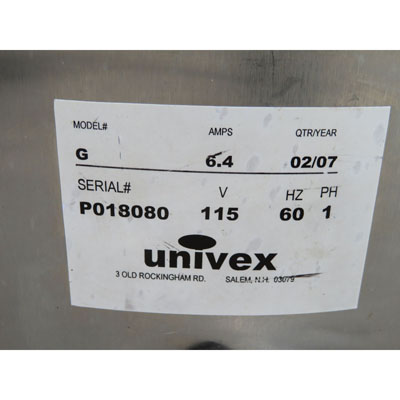 MODEL# AMPS QTR/YEAR
G 6.4 02/07
SERIAL# V HZ PH
P018080 115 60 1
univex
3 OLD ROCKINGHAM RD. SALEM, N.H. 03079